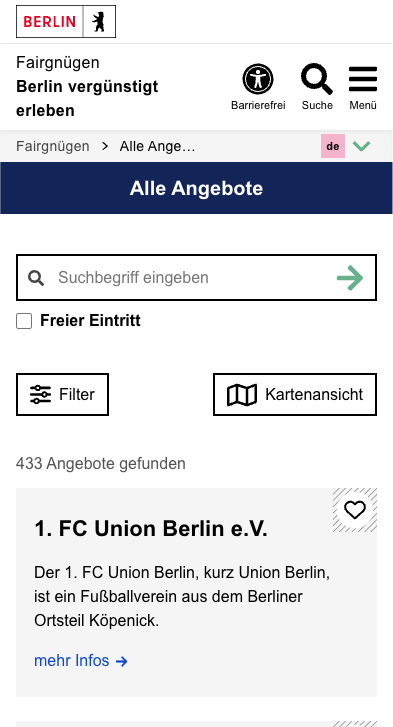 BERLIN
Fairgnügen
Berlin vergünstigt
erleben
Barrierefrei
Suche
Menü
Fairgnügen > Alle Ange…
de
Alle Angebote
Suchbegriff eingeben
Freier Eintritt
Filter
Kartenansicht
433 Angebote gefunden
1. FC Union Berlin e.V.
Der 1. FC Union Berlin, kurz Union Berlin,
ist ein Fußballverein aus dem Berliner
Ortsteil Köpenick.
mehr Infos